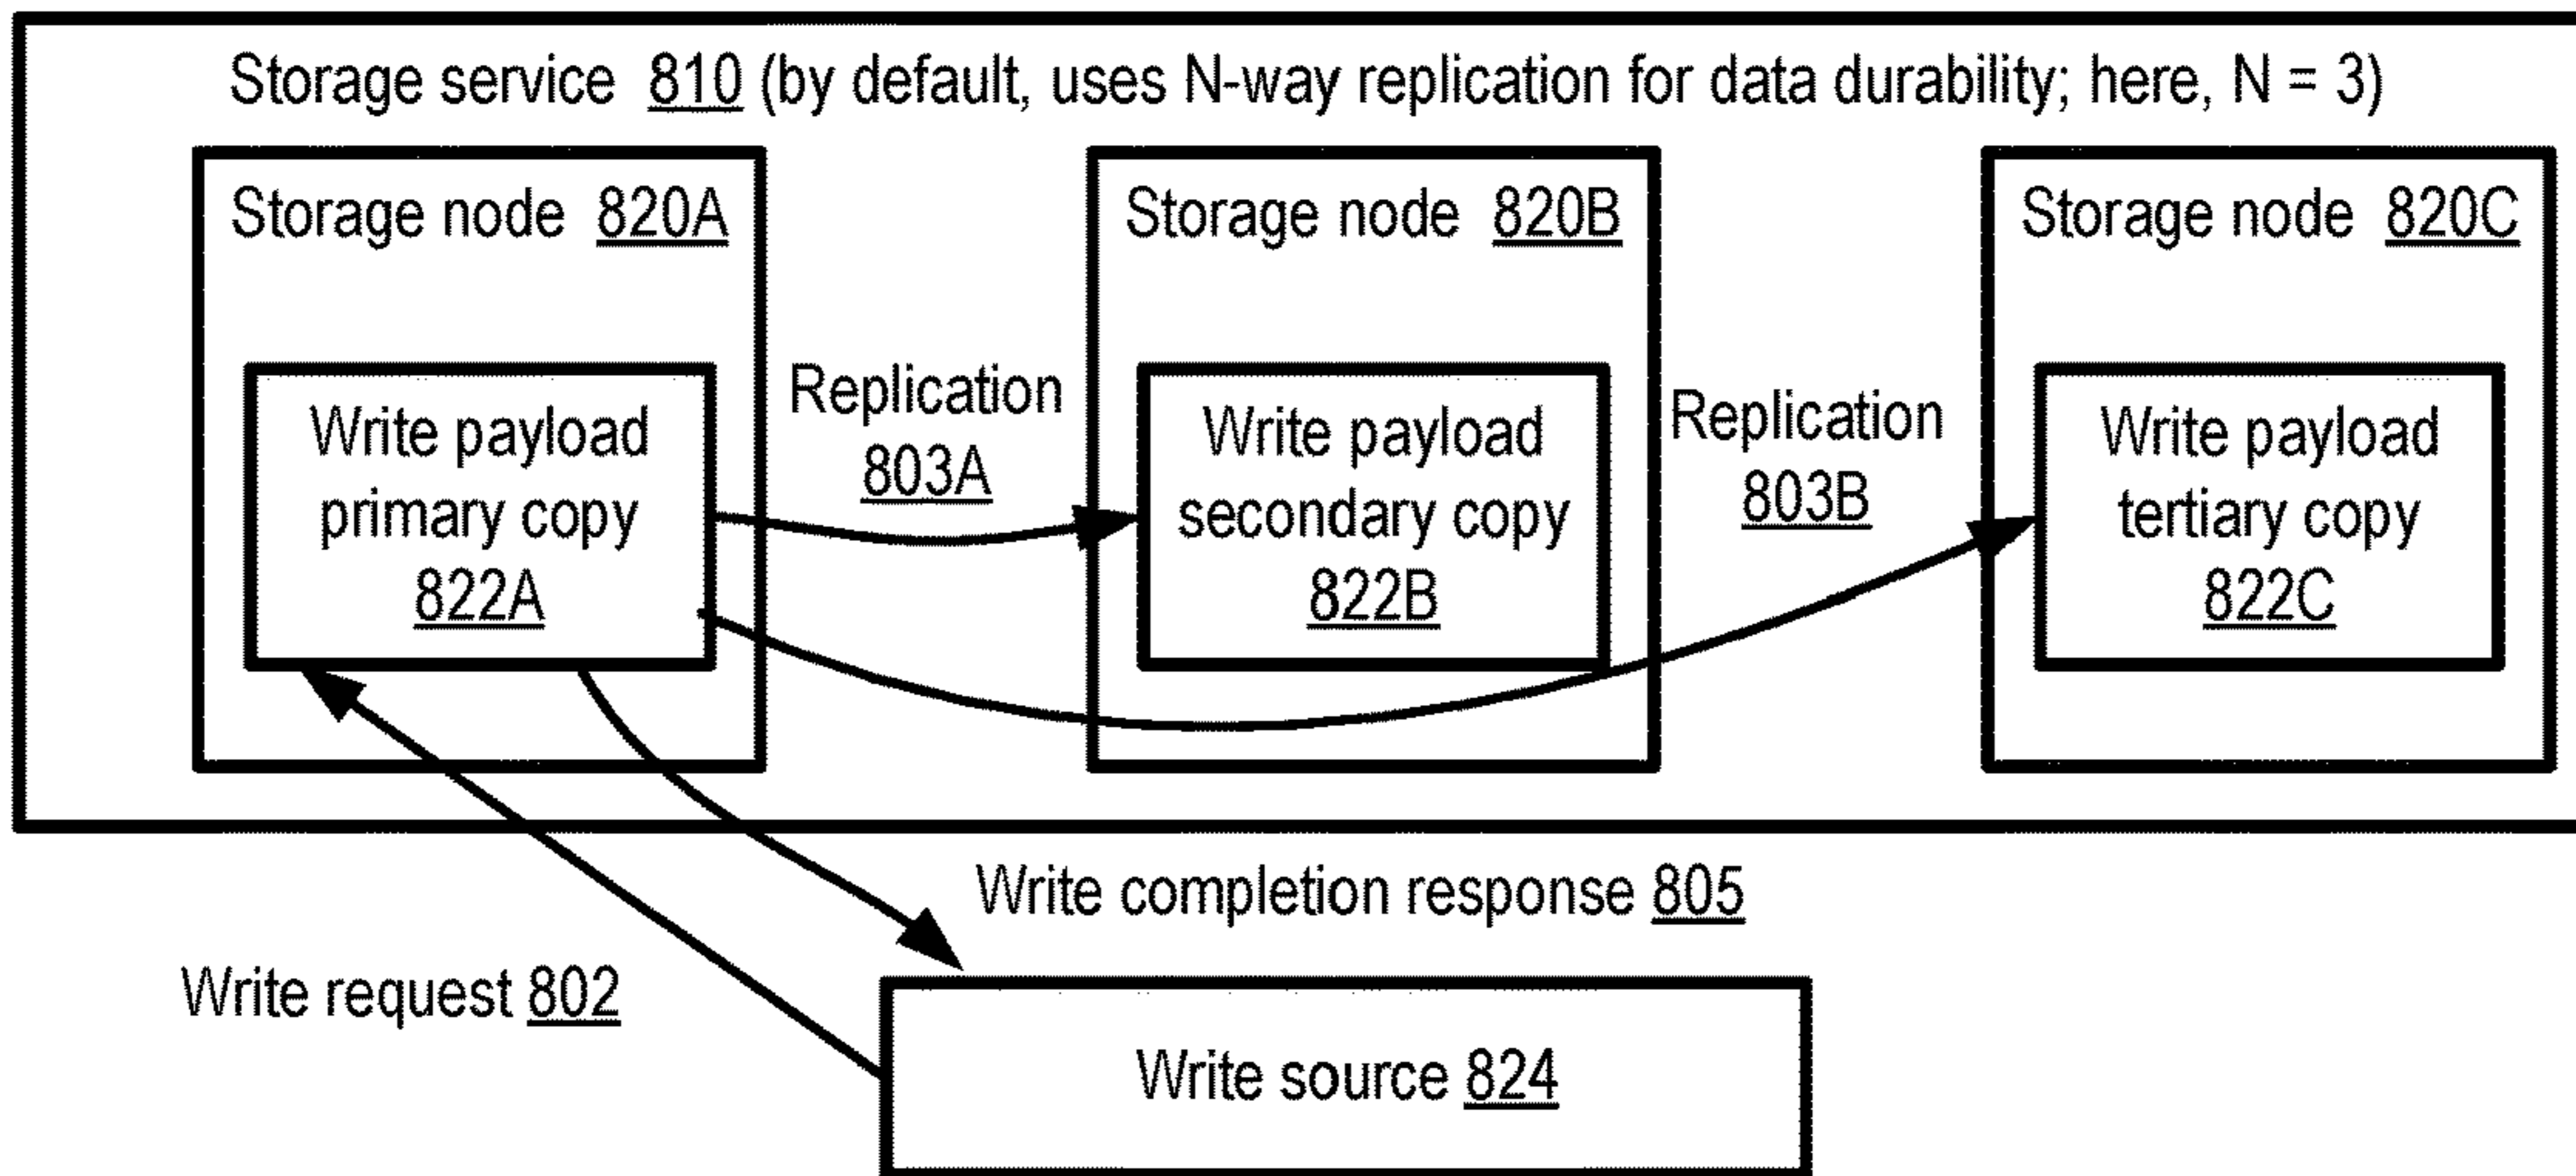 Storage service 810 (by default, uses N-way replication for data durability; here, N = 3)
Storage node 820A
Storage node 820B
Storage node 820C
Write payload
primary copy
822A
Replication
803A
Write payload
secondary copy
822B
Replication
803B
Write payload
tertiary copy
822C
Write completion response 805
Write request 802
Write source 824